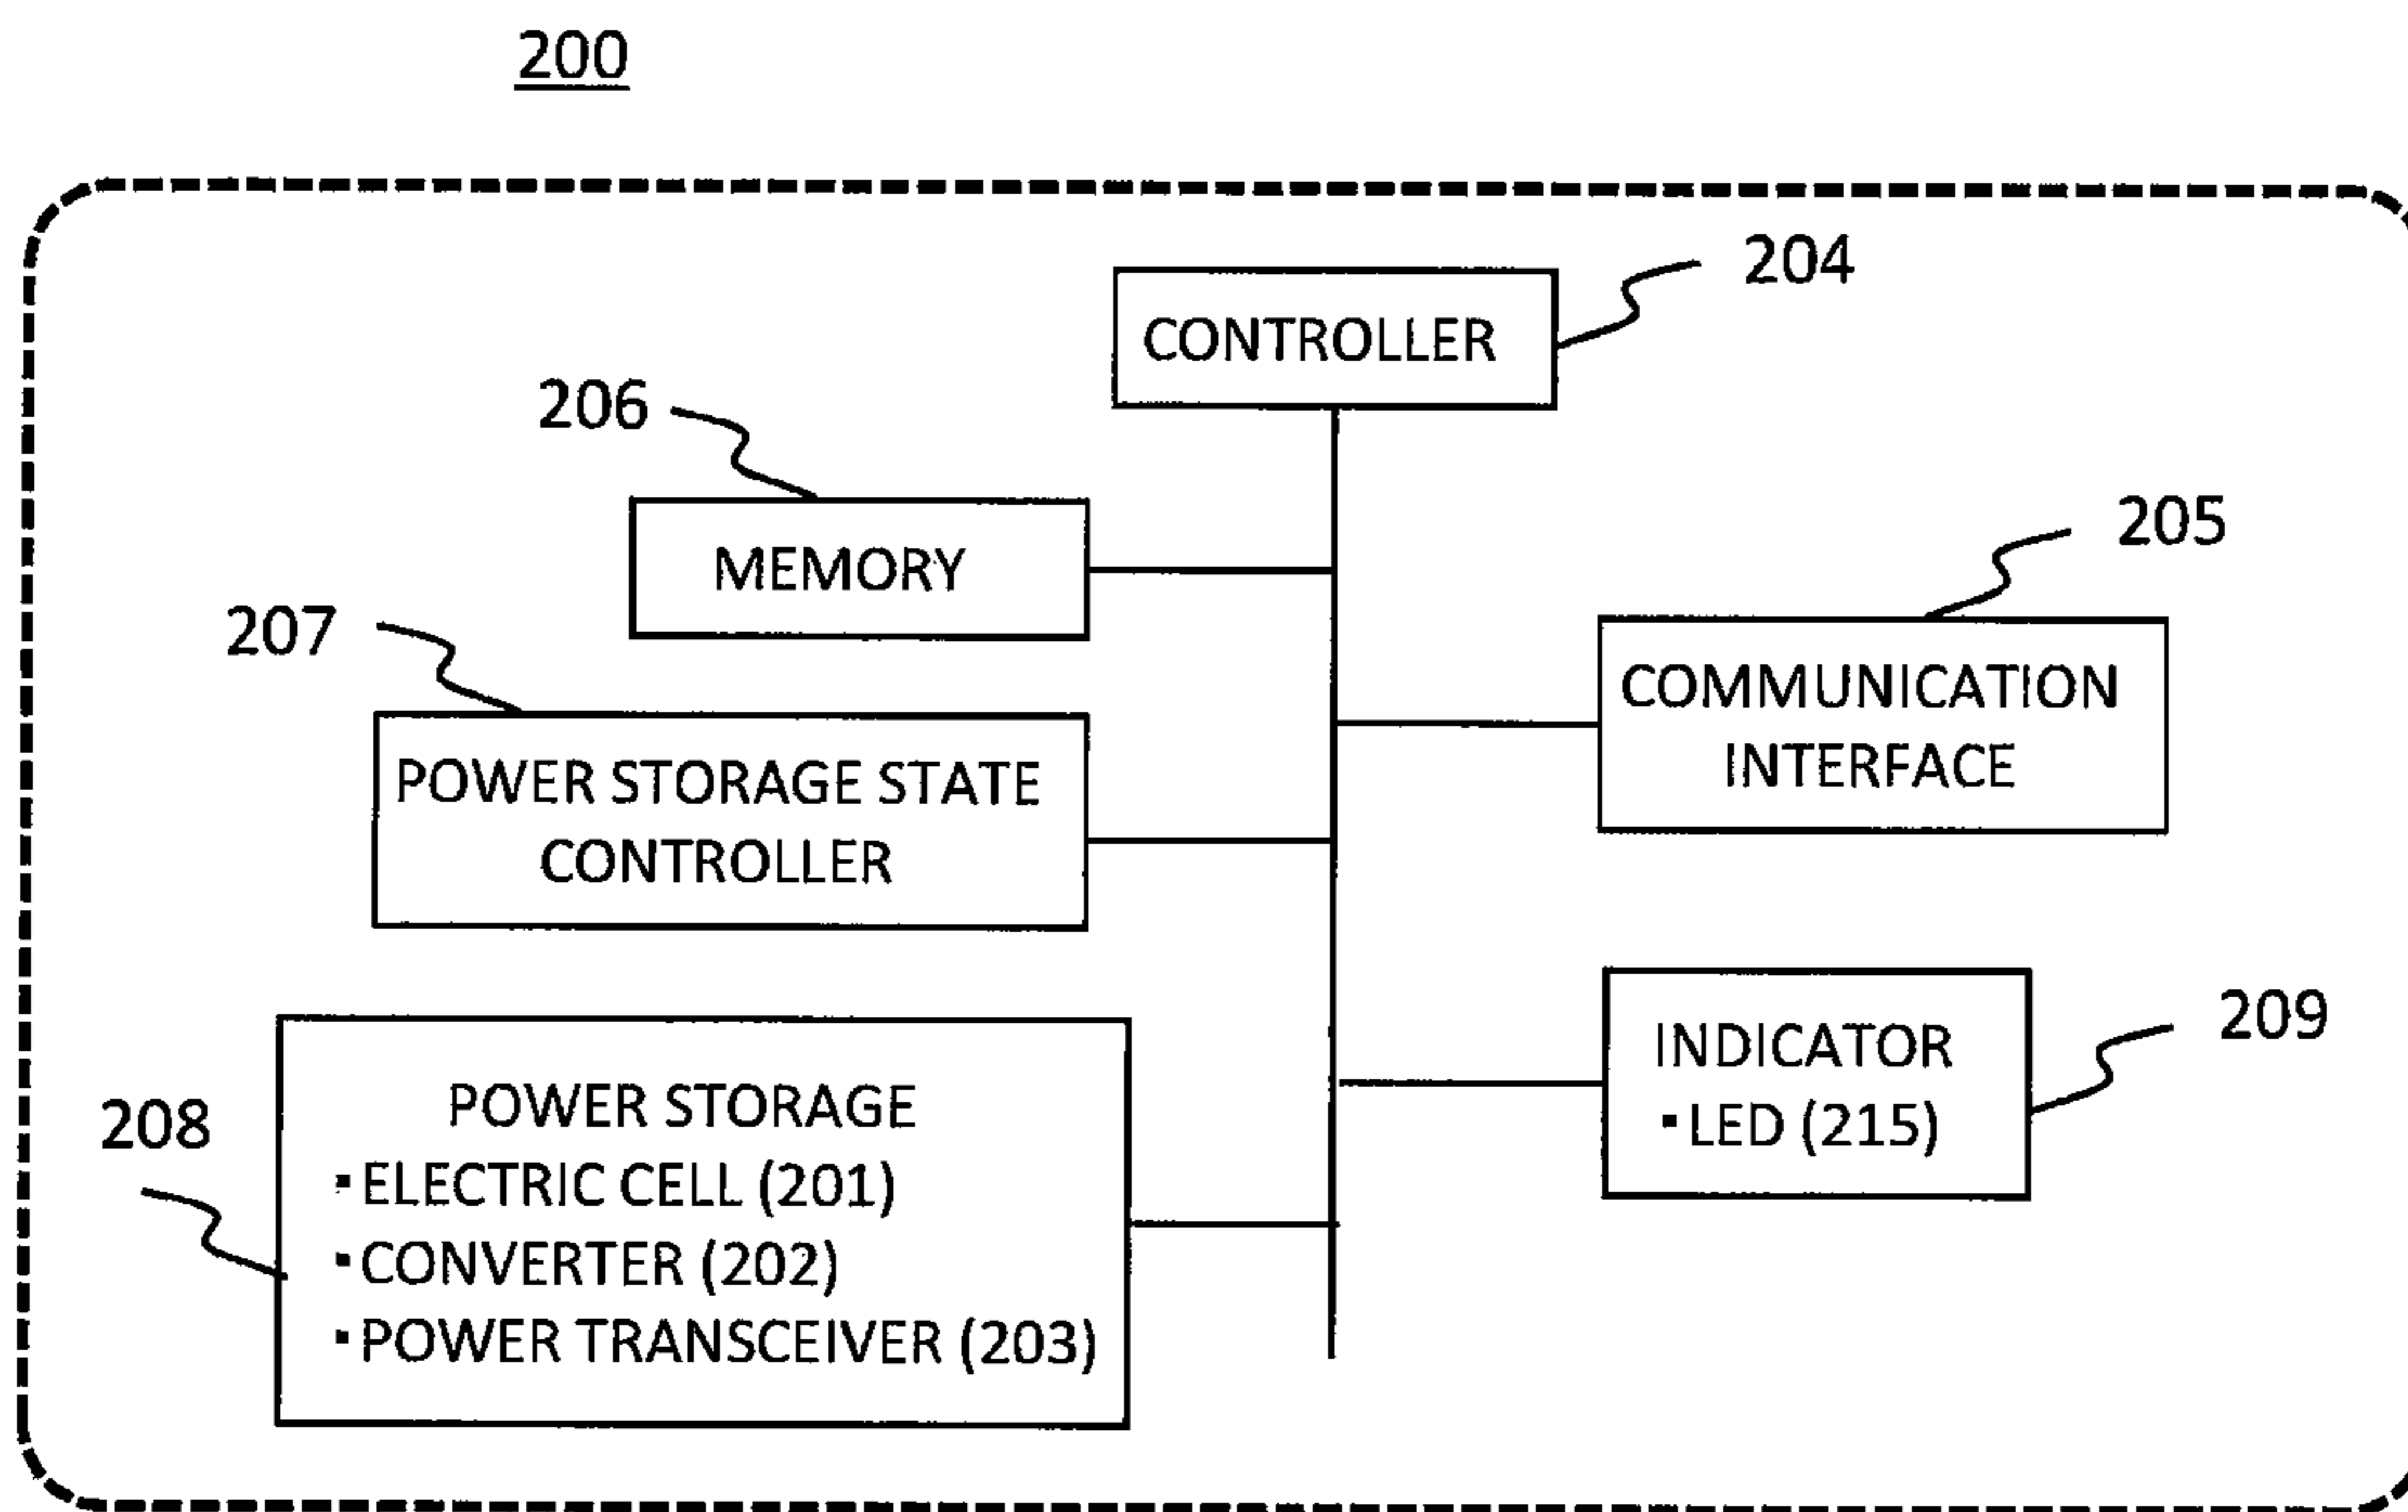 200
204
CONTROLLER
206
MEMORY
205
COMMUNICATION
INTERFACE
207
POWER STORAGE STATE
CONTROLLER
209
INDICATOR
▪LED (215)
208
POWER STORAGE
▪ELECTRIC CELL (201)
▪CONVERTER (202)
▪POWER TRANSCEIVER (203)